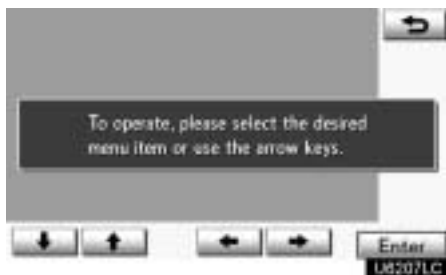 To operate, please select the desired
menu item or use the arrow keys.
Enter
U6207LC